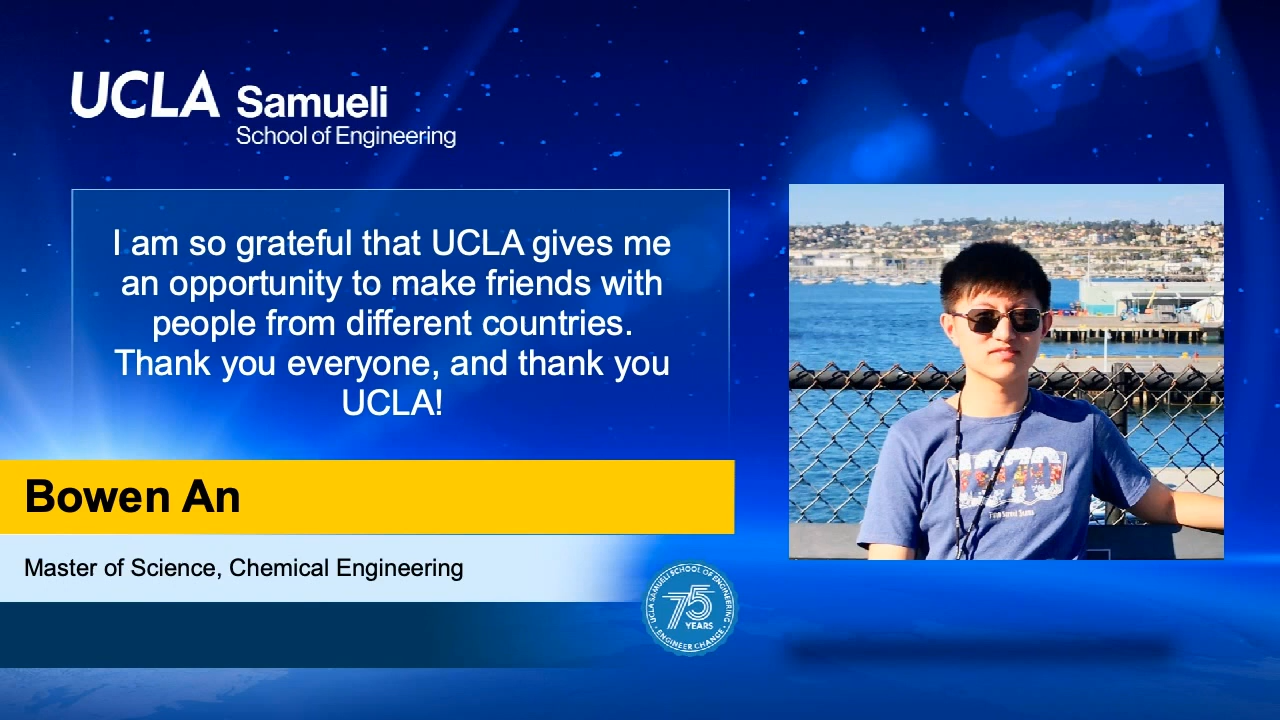 UCLA Samueli
School of Engineering
I am so grateful that UCLA gives me
an opportunity to make friends with
people from different countries.
Thank you everyone, and thank you
UCLA!
Bowen An
Master of Science, Chemical Engineering
UCLA SAMUELI SCHOOL OF ENGINEERING
75
YEARS
ENGINEER CHANGE
1970